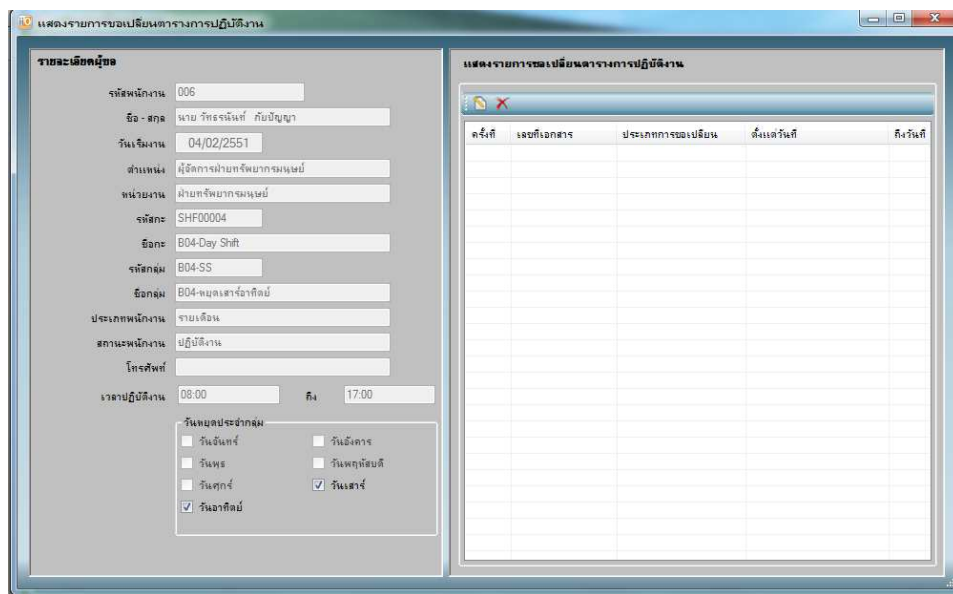 แสดงรายการขอเปลี่ยนตารางการปฏิบัติงาน
รายละเอียดผู้ขอ
รหัสพนักงาน 006
ชื่อ - สกุล นาย วัทธรนันท์ กัยปัญญา
วันเริ่มงาน 04/02/2551
ตำแหน่ง ผู้จัดการฝ่ายทรัพยากรมนุษย์
หน่วยงาน ฝ่ายทรัพยากรมนุษย์
รหัสกะ SHF00004
ชื่อกะ B04-Day Shift
รหัสกลุ่ม B04-SS
ชื่อกลุ่ม B04-หยุดเสาร์อาทิตย์
ประเภทพนักงาน รายเดือน
สถานะพนักงาน ปฏิบัติงาน
โทรศัพท์
เวลาปฏิบัติงาน 08:00 ถึง 17:00
วันหยุดประจำกลุ่ม
วันจันทร์ วันอังคาร
วันพุธ วันพฤหัสบดี
วันศุกร์ วันเสาร์
วันอาทิตย์
แสดงรายการขอเปลี่ยนตารางการปฏิบัติงาน
ครั้งที่ เลขที่เอกสาร ประเภทการขอเปลี่ยน ตั้งแต่วันที่ ถึงวันที่